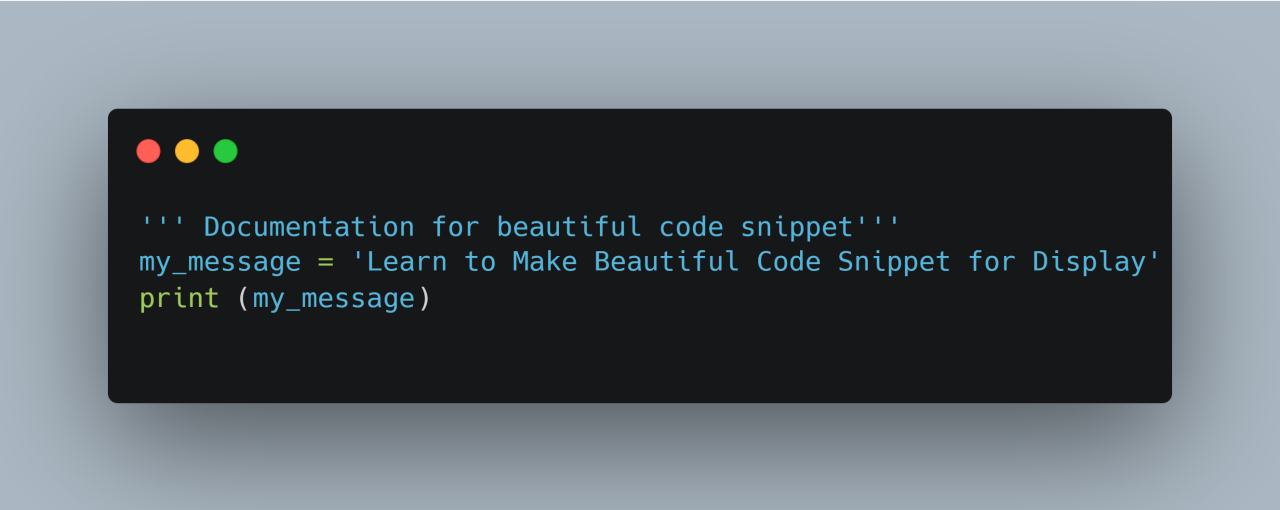 ''' Documentation for beautiful code snippet'''
my_message = 'Learn to Make Beautiful Code Snippet for Display'
print (my_message)